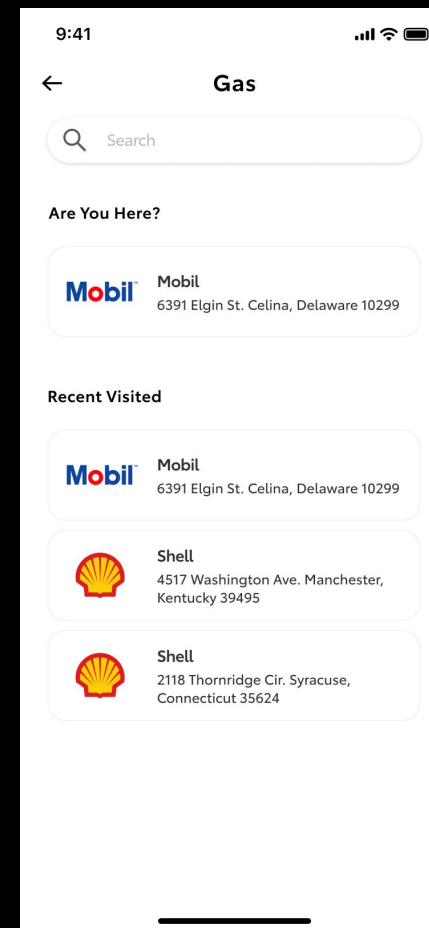 9:41
Gas
Search
Are You Here?
Mobil
Mobil
6391 Elgin St. Celina, Delaware 10299
Recent Visited
Mobil
Mobil
6391 Elgin St. Celina, Delaware 10299
Shell
4517 Washington Ave. Manchester,
Kentucky 39495
Shell
2118 Thornridge Cir. Syracuse,
Connecticut 35624